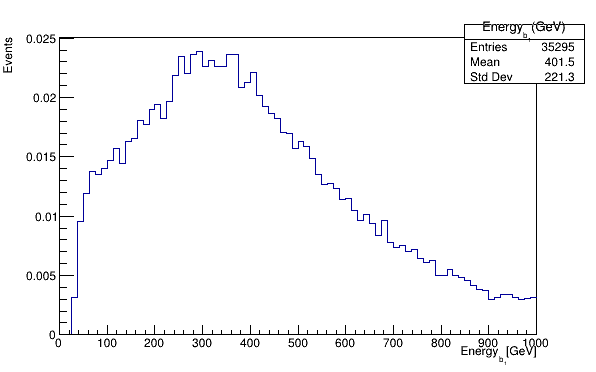 Energy_b₁(GeV)
Entries 35295
Mean 401.5
Std Dev 221.3
Events
0.025
0.02
0.015
0.01
0.005
0
0 100 200 300 400 500 600 700 800 900 1000
Energy_b₁[GeV]